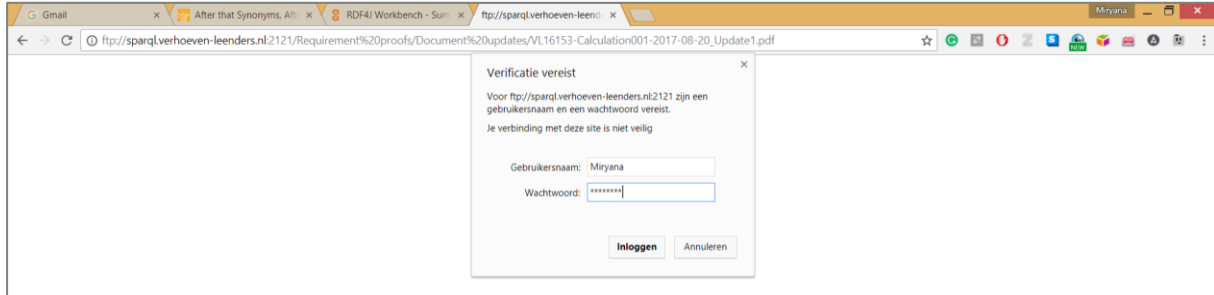 Gmail
After that Synonyms, Aft
RDF4J Workbench - Sum
ftp://sparql.verhoeven-leend
Miryana
ftp://sparql.verhoeven-leenders.nl:2121/Requirement%20proofs/Document%20updates/VL16153-Calculation001-2017-08-20_Update1.pdf
NEW
Verificatie vereist
Voor ftp://sparql.verhoeven-leenders.nl:2121 zijn een
gebruikersnaam en een wachtwoord vereist.
Je verbinding met deze site is niet veilig
Gebruikersnaam: Miryana
Wachtwoord: ********
Inloggen Annuleren